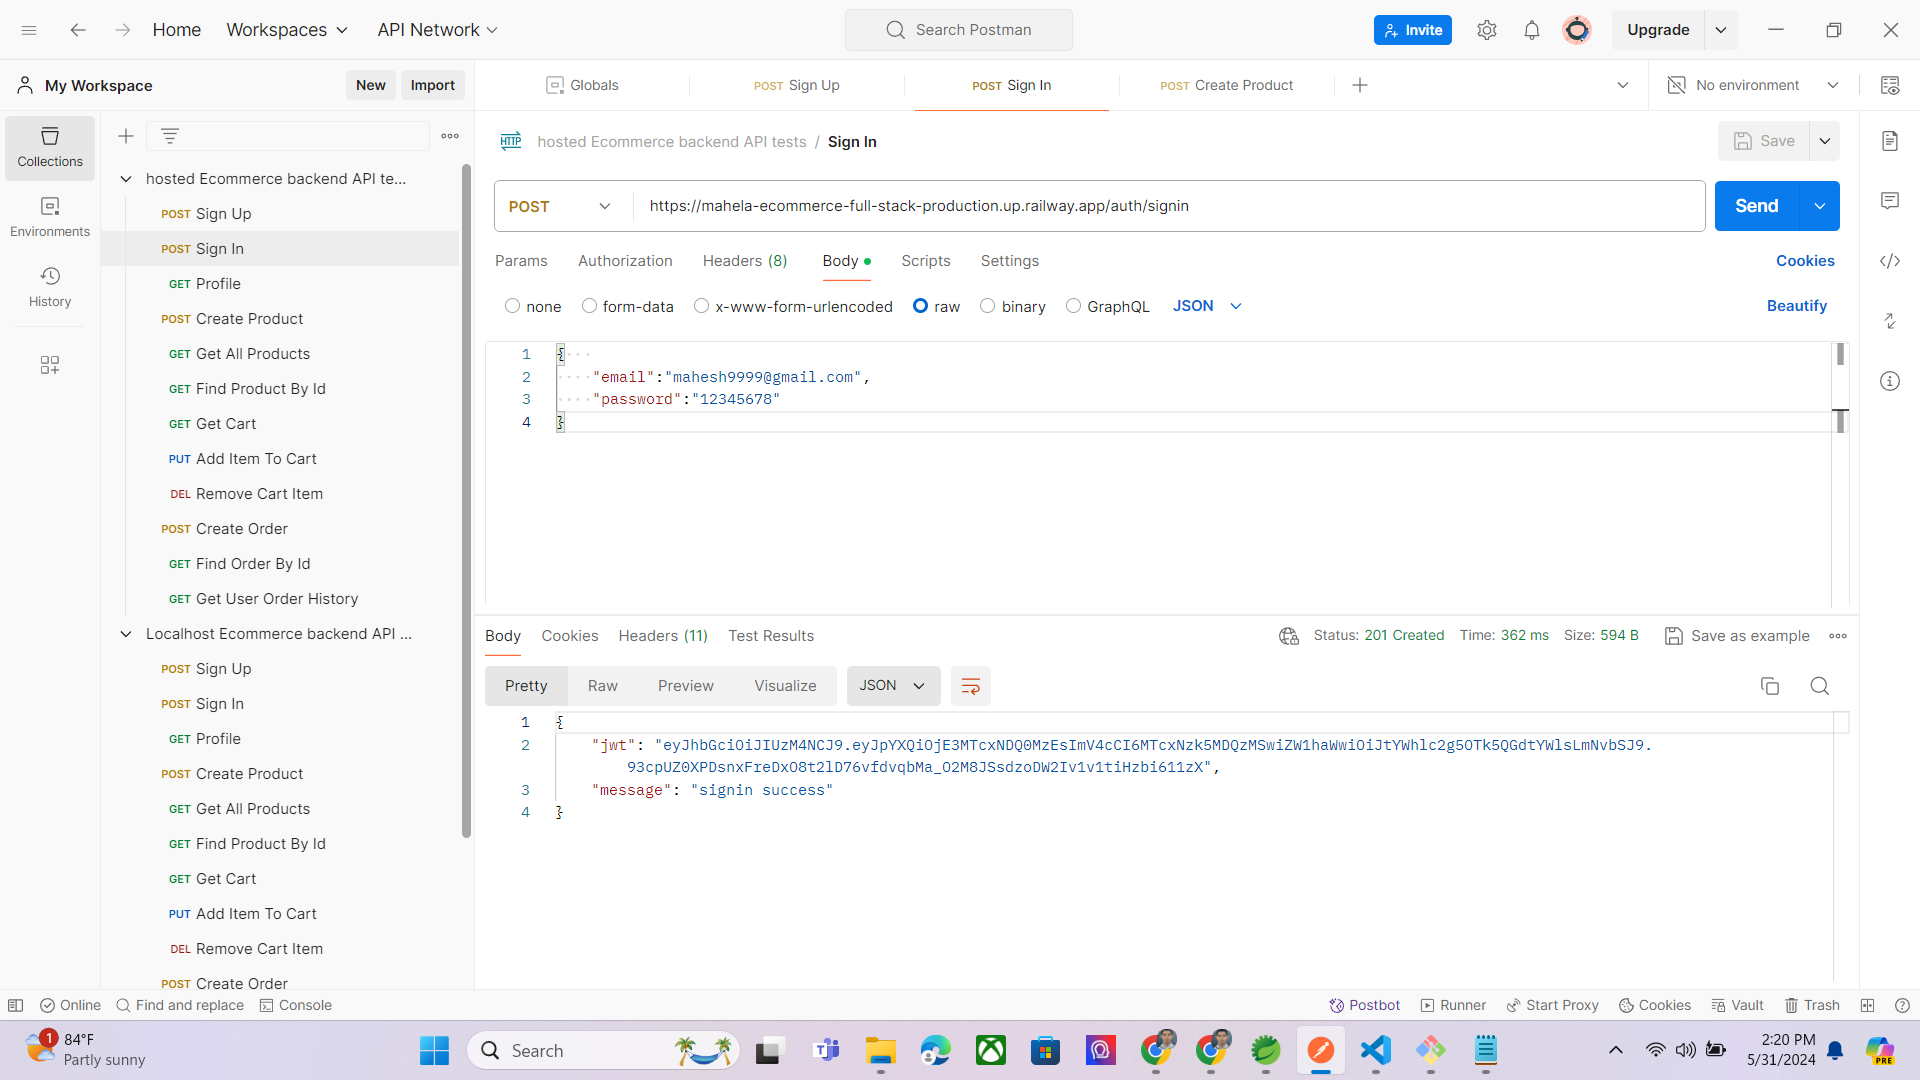 Home
Workspaces
API Network
Search Postman
Invite
Upgrade
My Workspace
New
Import
Globals
POST Sign Up
POST Sign In
POST Create Product
No environment
Collections
Environments
History
hosted Ecommerce backend API te...
POST Sign Up
POST Sign In
GET Profile
POST Create Product
GET Get All Products
GET Find Product By Id
GET Get Cart
PUT Add Item To Cart
DEL Remove Cart Item
POST Create Order
GET Find Order By Id
GET Get User Order History
Localhost Ecommerce backend API ...
POST Sign Up
POST Sign In
GET Profile
POST Create Product
GET Get All Products
GET Find Product By Id
GET Get Cart
PUT Add Item To Cart
DEL Remove Cart Item
POST Create Order
HTTP hosted Ecommerce backend API tests / Sign In
Save
POST
https://mahela-ecommerce-full-stack-production.up.railway.app/auth/signin
Send
Params Authorization Headers (8) Body Scripts Settings
Cookies
none form-data x-www-form-urlencoded raw binary GraphQL JSON
Beautify
1 {
2 "email":"mahesh9999@gmail.com",
3 "password":"12345678"
4 }
Body Cookies Headers (11) Test Results
Status: 201 Created Time: 362 ms Size: 594 B
Save as example
Pretty Raw Preview Visualize JSON
1 {
2 "jwt": "eyJhbGciOiJIUzM4NCJ9.eyJpYXQiOjE3MTcxNDQ0MzEsImV4cCI6MTcxNzk5MDQzMSwiZW1haWwiOiJtYWhlc2g5OTk5QGdtYWlsLmNvbSJ9.
93cpUZ0XPDsnxFreDxO8t2lD76vfdvqbMa_O2M8JSsdzoDW2Iv1v1tiHzbi611zX",
3 "message": "signin success"
4 }
Online
Find and replace
Console
Postbot
Runner
Start Proxy
Cookies
Vault
Trash
1
84°F
Partly sunny
Search
PRE
2:20 PM
5/31/2024